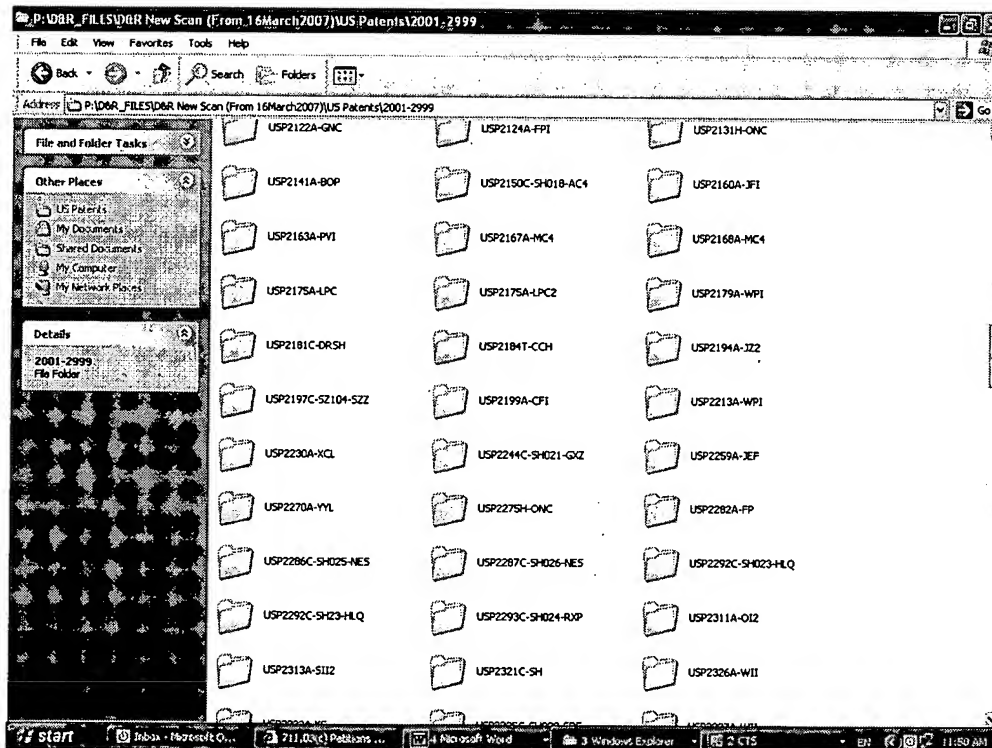 P:\D&R_FILES\D&R New Scan (From 16March2007)\US Patents\2001-2999
File Edit View Favorites Tools Help
Back Search Folders
Address P:\D&R_FILES\D&R New Scan (From 16March2007)\US Patents\2001-2999 Go
File and Folder Tasks
Other Places
US Patents
My Documents
Shared Documents
My Computer
My Network Places
Details
2001-2999
File Folder
USP2122A-GNC USP2124A-FPI USP2131H-ONC
USP2141A-BOP USP2150C-SH018-AC4 USP2160A-JFI
USP2163A-PVI USP2167A-MC4 USP2168A-MC4
USP2175A-LPC USP2175A-LPC2 USP2179A-WPI
USP2181C-DRSH USP2184T-CCH USP2194A-JZ2
USP2197C-SZ104-SZZ USP2199A-CFI USP2213A-WPI
USP2230A-XCL USP2244C-SH021-GXZ USP2259A-JEF
USP2270A-YYL USP2275H-ONC USP2282A-FP
USP2286C-SH025-NES USP2287C-SH026-NES USP2292C-SH023-HLQ
USP2292C-SH23-HLQ USP2293C-SH024-RXP USP2311A-OI2
USP2313A-SII2 USP2321C-SH USP2326A-WII
start Inbox - Microsoft O... 711.03(c) Petitions ... 4 Microsoft Word 3 Windows Explorer 2 CTS EN 11:50 AM